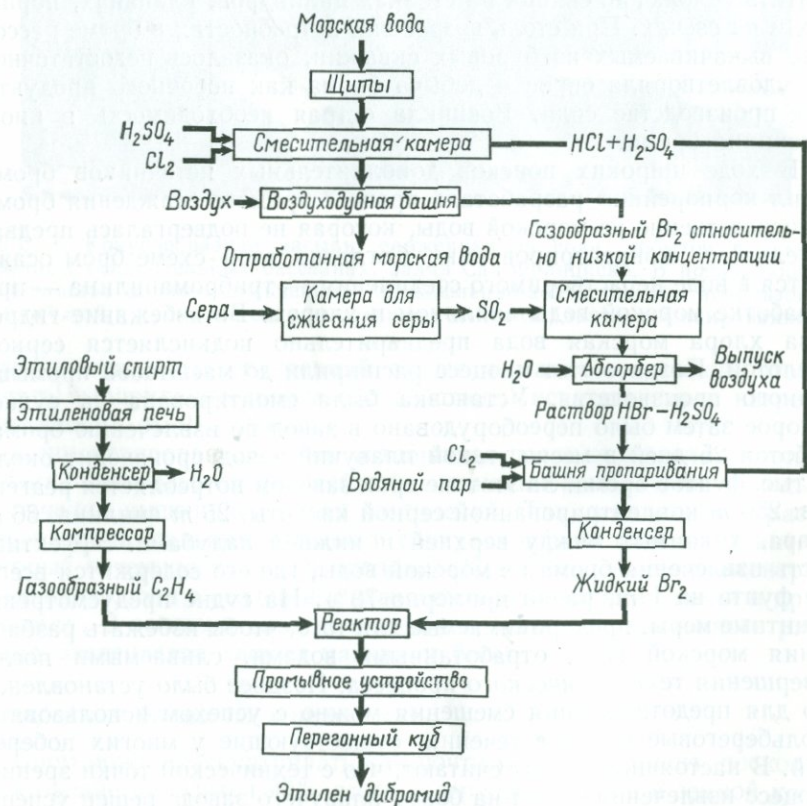 Морская вода
Щиты
H₂SO₄
Cl₂
Смесительная камера
HCl+H₂SO₄
Воздух
Воздуходувная башня
Отработанная морская вода
Газообразный Br₂ относитель-
но низкой концентрации
Сера
Камера для
сжигания серы
SO₂
Смесительная
камера
H₂O
Адсорбер
Выпуск
воздуха
Раствор HBr–H₂SO₄
Этиловый спирт
Этиленовая печь
Конденсер
H₂O
Компрессор
Газообразный C₂H₄
Cl₂
Водяной пар
Башня пропаривания
Конденсер
Жидкий Br₂
Реактор
Промывное устройство
Перегонный куб
Этилен дибромид